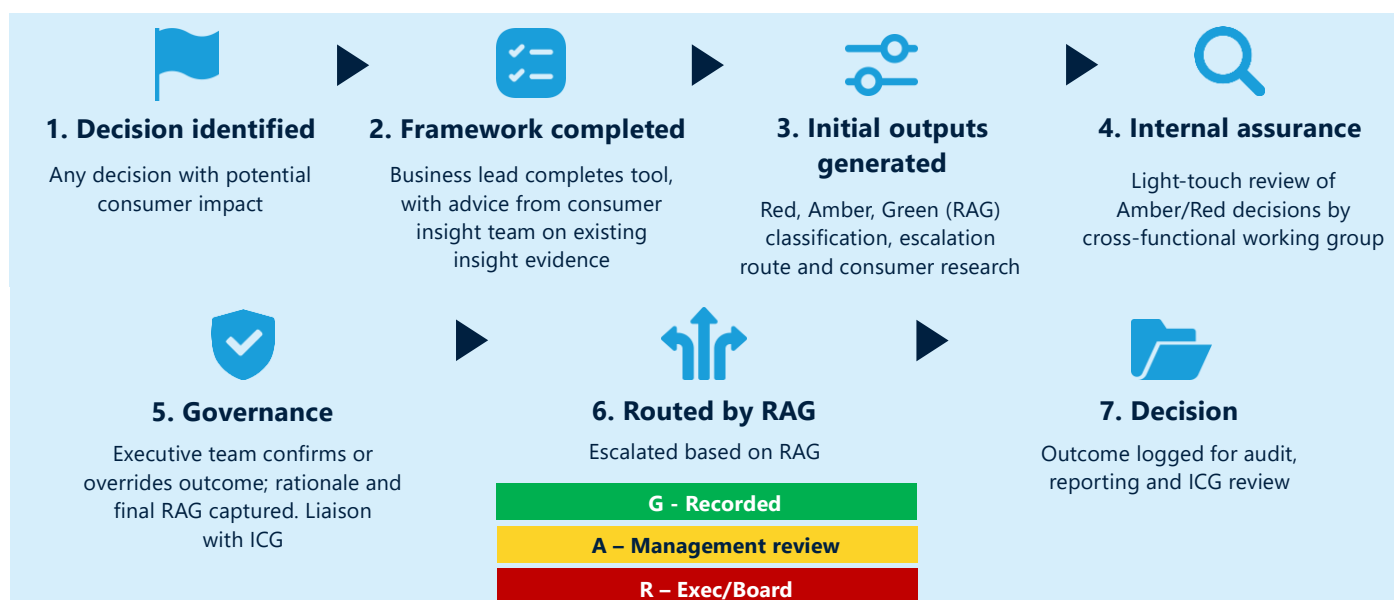 1. Decision identified
Any decision with potential
consumer impact
2. Framework completed
Business lead completes tool,
with advice from consumer
insight team on existing
insight evidence
3. Initial outputs
generated
Red, Amber, Green (RAG)
classification, escalation
route and consumer research
4. Internal assurance
Light-touch review of
Amber/Red decisions by
cross-functional working group
5. Governance
Executive team confirms or
overrides outcome; rationale and
final RAG captured. Liaison
with ICG
6. Routed by RAG
Escalated based on RAG
G - Recorded
A – Management review
R – Exec/Board
7. Decision
Outcome logged for audit,
reporting and ICG review